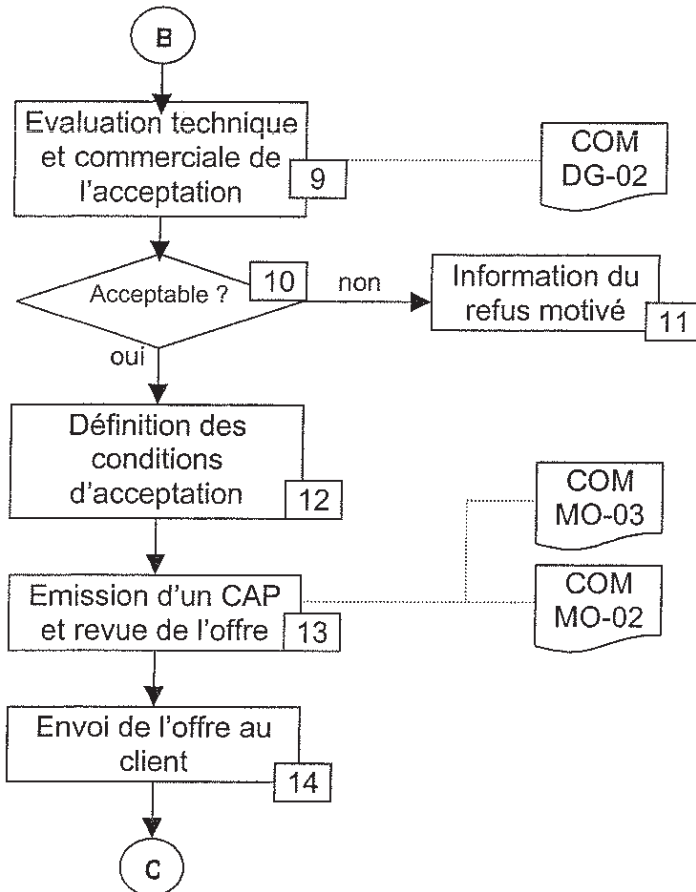 B
Evaluation technique
et commerciale de
l'acceptation
9
COM
DG-02
Acceptable ?
10
non
Information du
refus motivé
11
oui
Définition des
conditions
d'acceptation
12
COM
MO-03
Emission d'un CAP
et revue de l'offre
13
COM
MO-02
Envoi de l'offre au
client
14
C